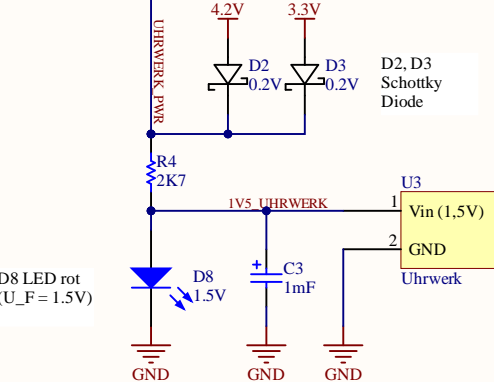 4.2V
3.3V
UHRWERK_PWR
D2
0.2V
D3
0.2V
D2, D3
Schottky
Diode
R4
2K7
U3
1V5_UHRWERK
1
Vin (1,5V)
2
GND
Uhrwerk
D8 LED rot
(U_F = 1.5V)
D8
1.5V
+
C3
1mF
GND
GND
GND